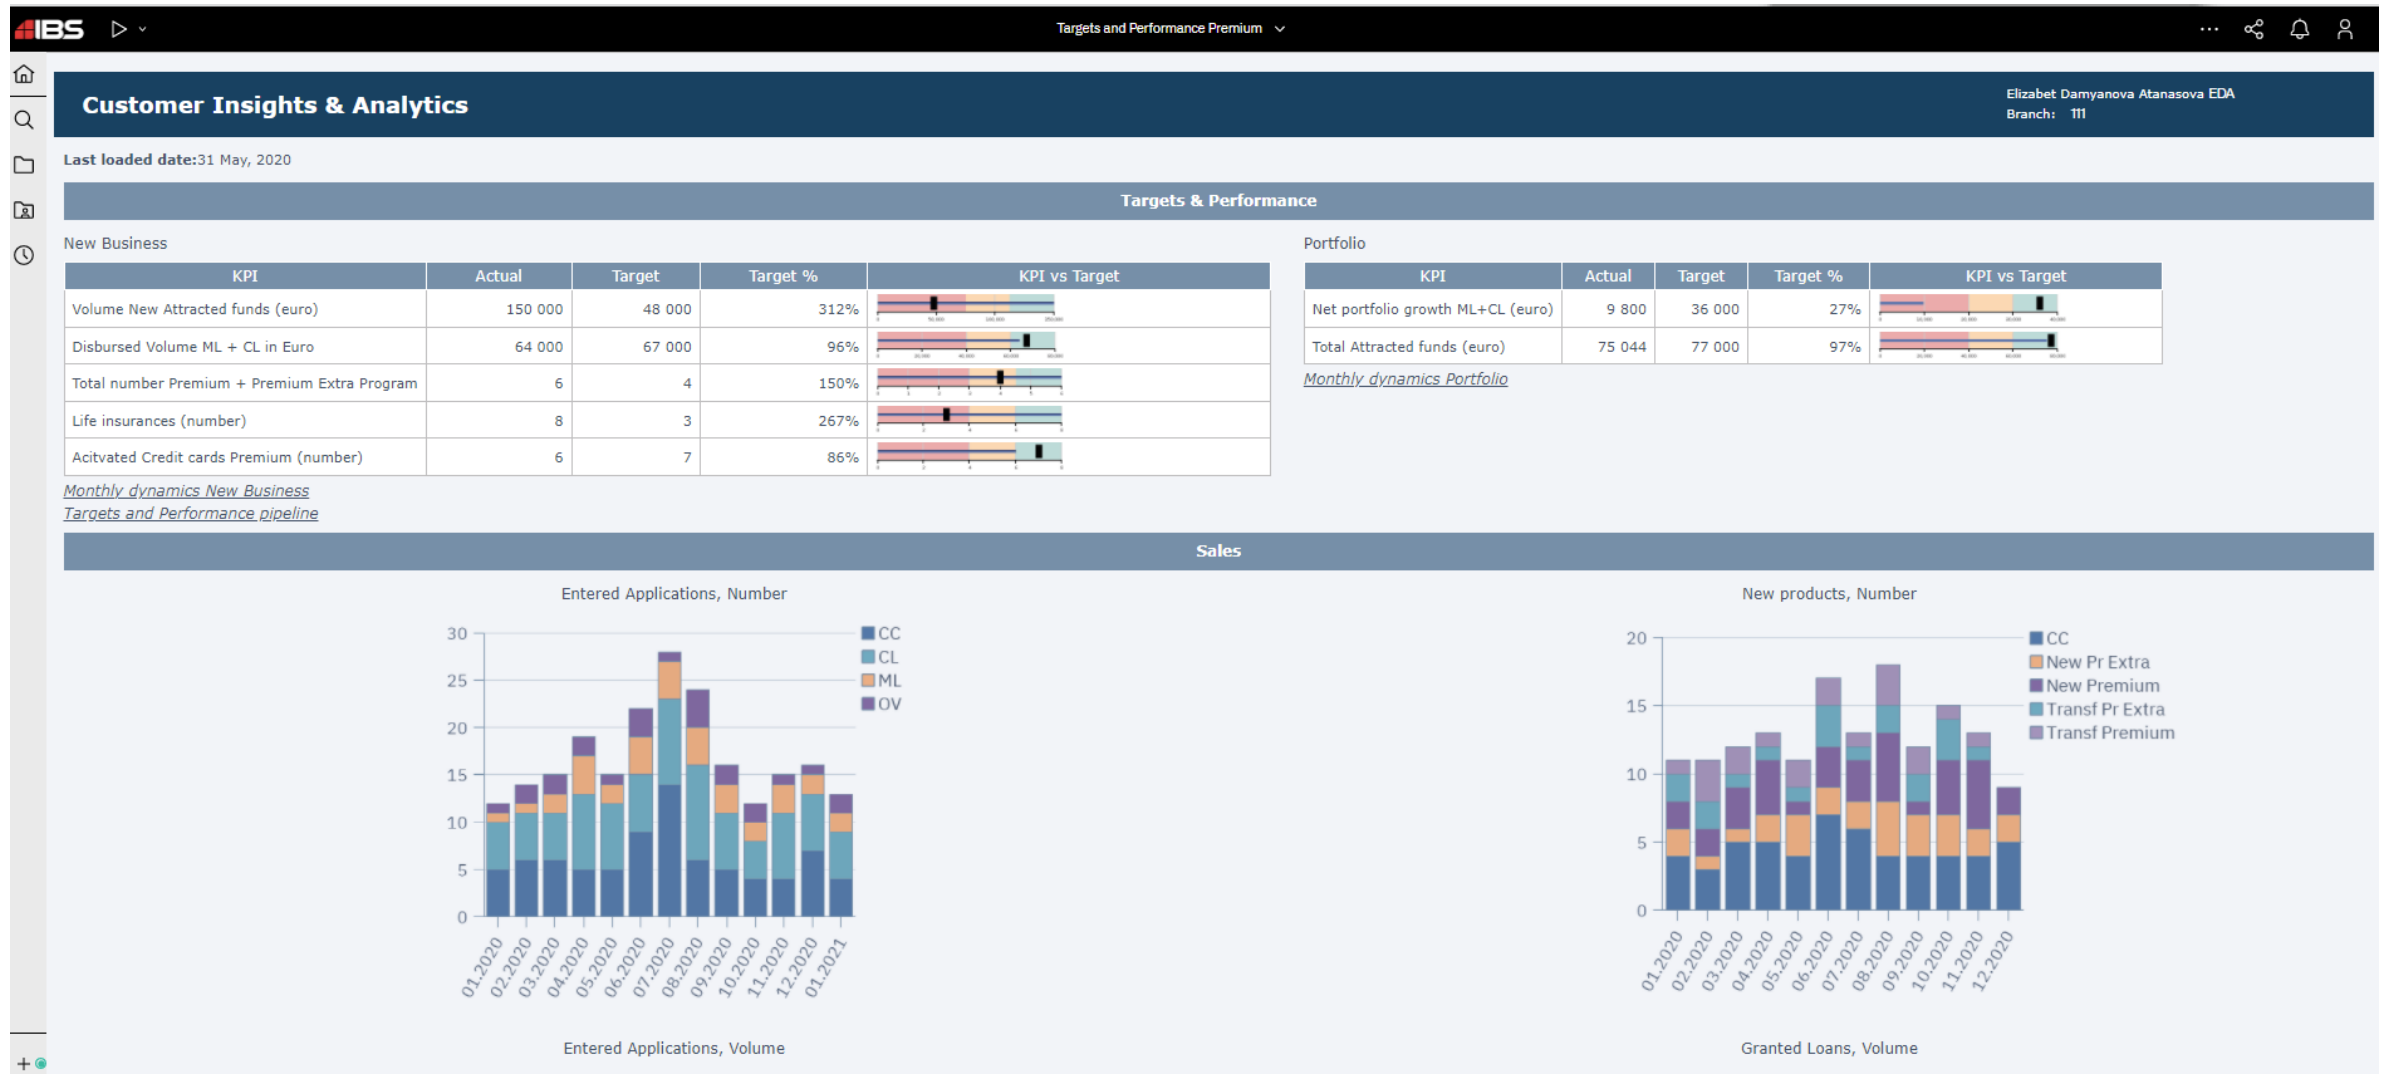 IBS
Targets and Performance Premium
Customer Insights & Analytics
Elizabet Damyanova Atanasova EDA
Branch: 111
Last loaded date:31 May, 2020
Targets & Performance
New Business
KPI Actual Target Target % KPI vs Target
Volume New Attracted funds (euro) 150 000 48 000 312%
Disbursed Volume ML + CL in Euro 64 000 67 000 96%
Total number Premium + Premium Extra Program 6 4 150%
Life insurances (number) 8 3 267%
Acitvated Credit cards Premium (number) 6 7 86%
Monthly dynamics New Business
Targets and Performance pipeline
Portfolio
KPI Actual Target Target % KPI vs Target
Net portfolio growth ML+CL (euro) 9 800 36 000 27%
Total Attracted funds (euro) 75 044 77 000 97%
Monthly dynamics Portfolio
Sales
Entered Applications, Number
30
25
20
15
10
5
0
01.2020 02.2020 03.2020 04.2020 05.2020 06.2020 07.2020 08.2020 09.2020 10.2020 11.2020 12.2020 01.2021
CC
CL
ML
OV
New products, Number
20
15
10
5
0
01.2020 02.2020 03.2020 04.2020 05.2020 06.2020 07.2020 08.2020 09.2020 10.2020 11.2020 12.2020
CC
New Pr Extra
New Premium
Transf Pr Extra
Transf Premium
Entered Applications, Volume
Granted Loans, Volume